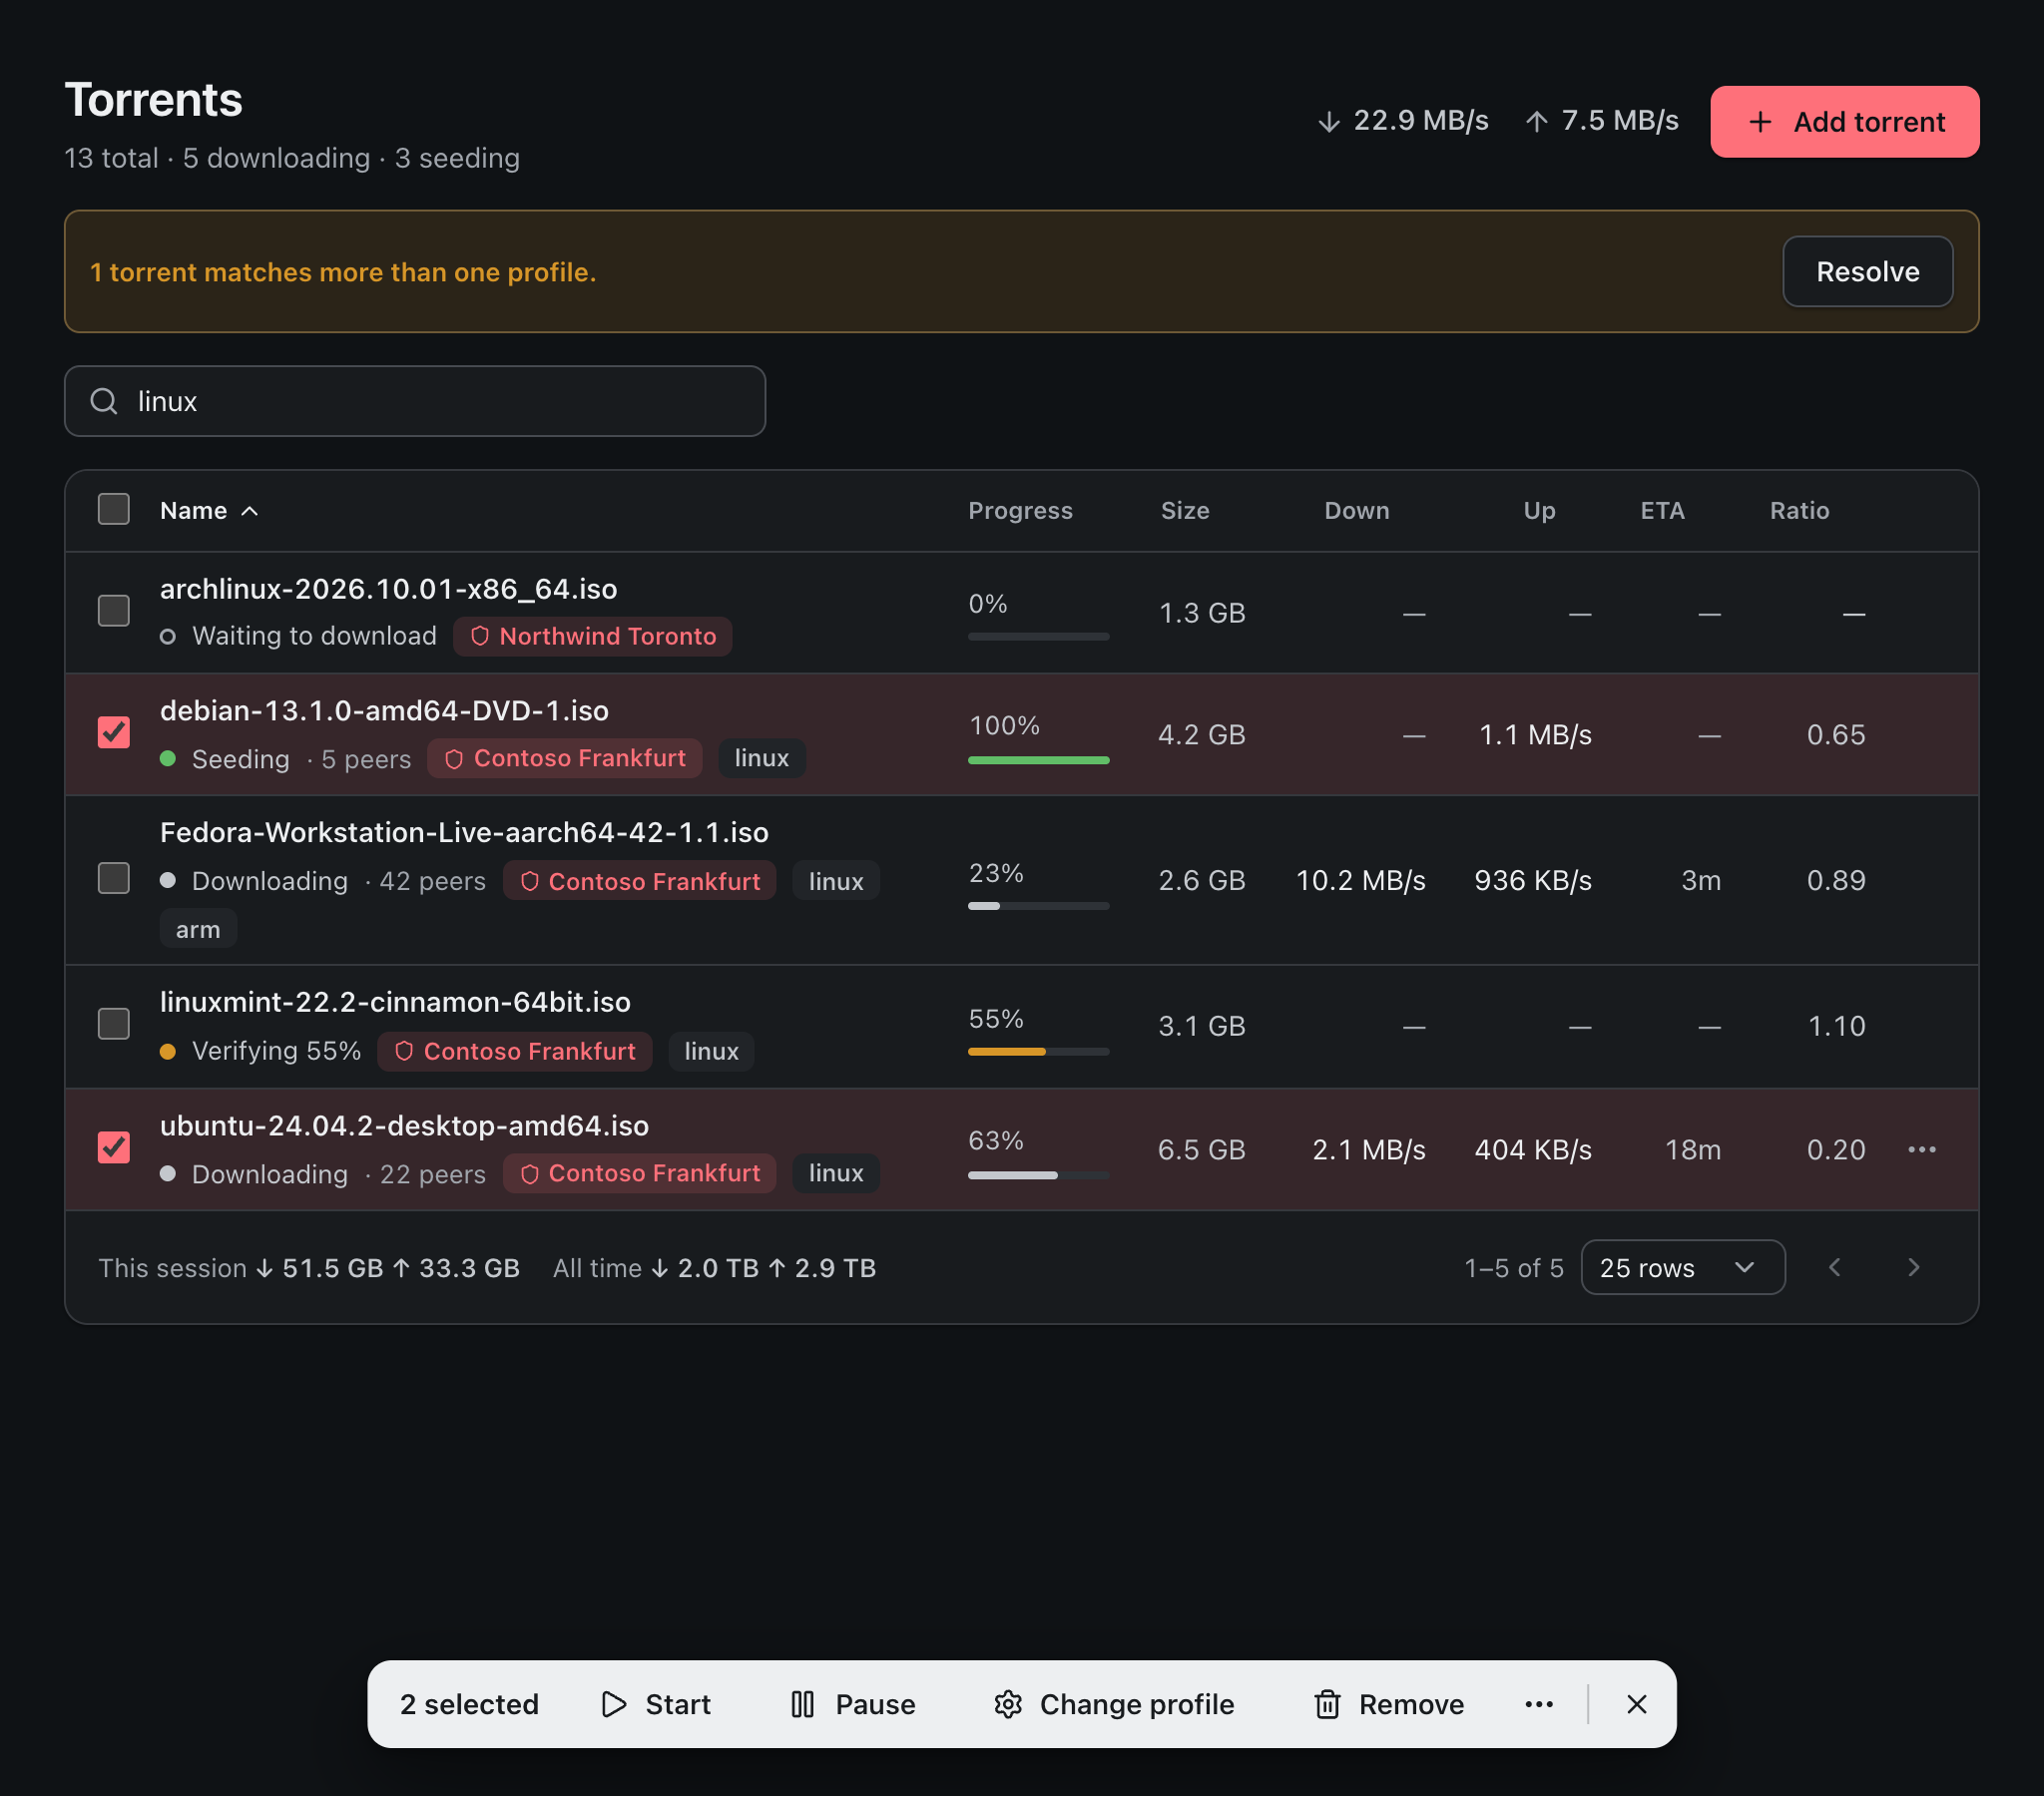 Torrents
13 total · 5 downloading · 3 seeding
↓ 22.9 MB/s ↑ 7.5 MB/s + Add torrent
1 torrent matches more than one profile.
Resolve
linux
Name Progress Size Down Up ETA Ratio
archlinux-2026.10.01-x86_64.iso
Waiting to download Northwind Toronto
0% 1.3 GB — — — —
debian-13.1.0-amd64-DVD-1.iso
Seeding · 5 peers Contoso Frankfurt linux
100% 4.2 GB — 1.1 MB/s — 0.65
Fedora-Workstation-Live-aarch64-42-1.1.iso
Downloading · 42 peers Contoso Frankfurt linux
arm
23% 2.6 GB 10.2 MB/s 936 KB/s 3m 0.89
linuxmint-22.2-cinnamon-64bit.iso
Verifying 55% Contoso Frankfurt linux
55% 3.1 GB — — — 1.10
ubuntu-24.04.2-desktop-amd64.iso
Downloading · 22 peers Contoso Frankfurt linux
63% 6.5 GB 2.1 MB/s 404 KB/s 18m 0.20 ···
This session ↓ 51.5 GB ↑ 33.3 GB All time ↓ 2.0 TB ↑ 2.9 TB
1–5 of 5 25 rows
2 selected Start Pause Change profile Remove ···